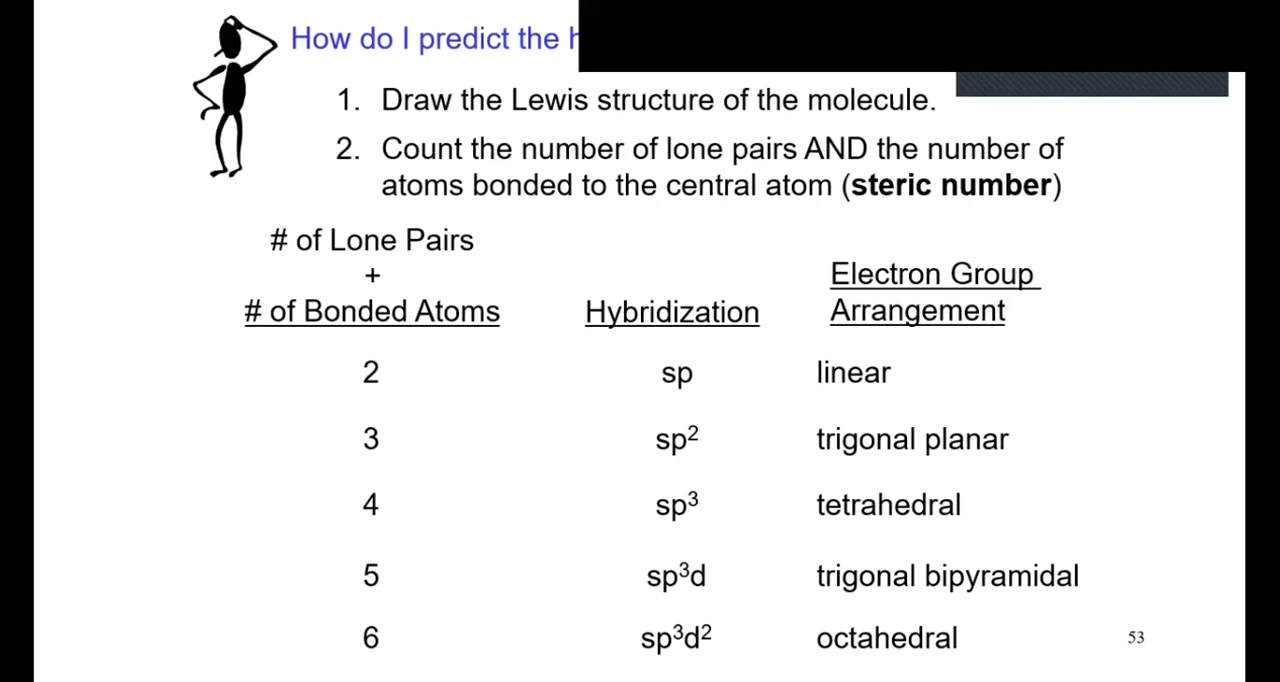 How do I predict the
1. Draw the Lewis structure of the molecule.
2. Count the number of lone pairs AND the number of
atoms bonded to the central atom (steric number)
# of Lone Pairs
+
# of Bonded Atoms
Hybridization
Electron Group
Arrangement
2 sp linear
3 sp² trigonal planar
4 sp³ tetrahedral
5 sp³d trigonal bipyramidal
6 sp³d² octahedral
53